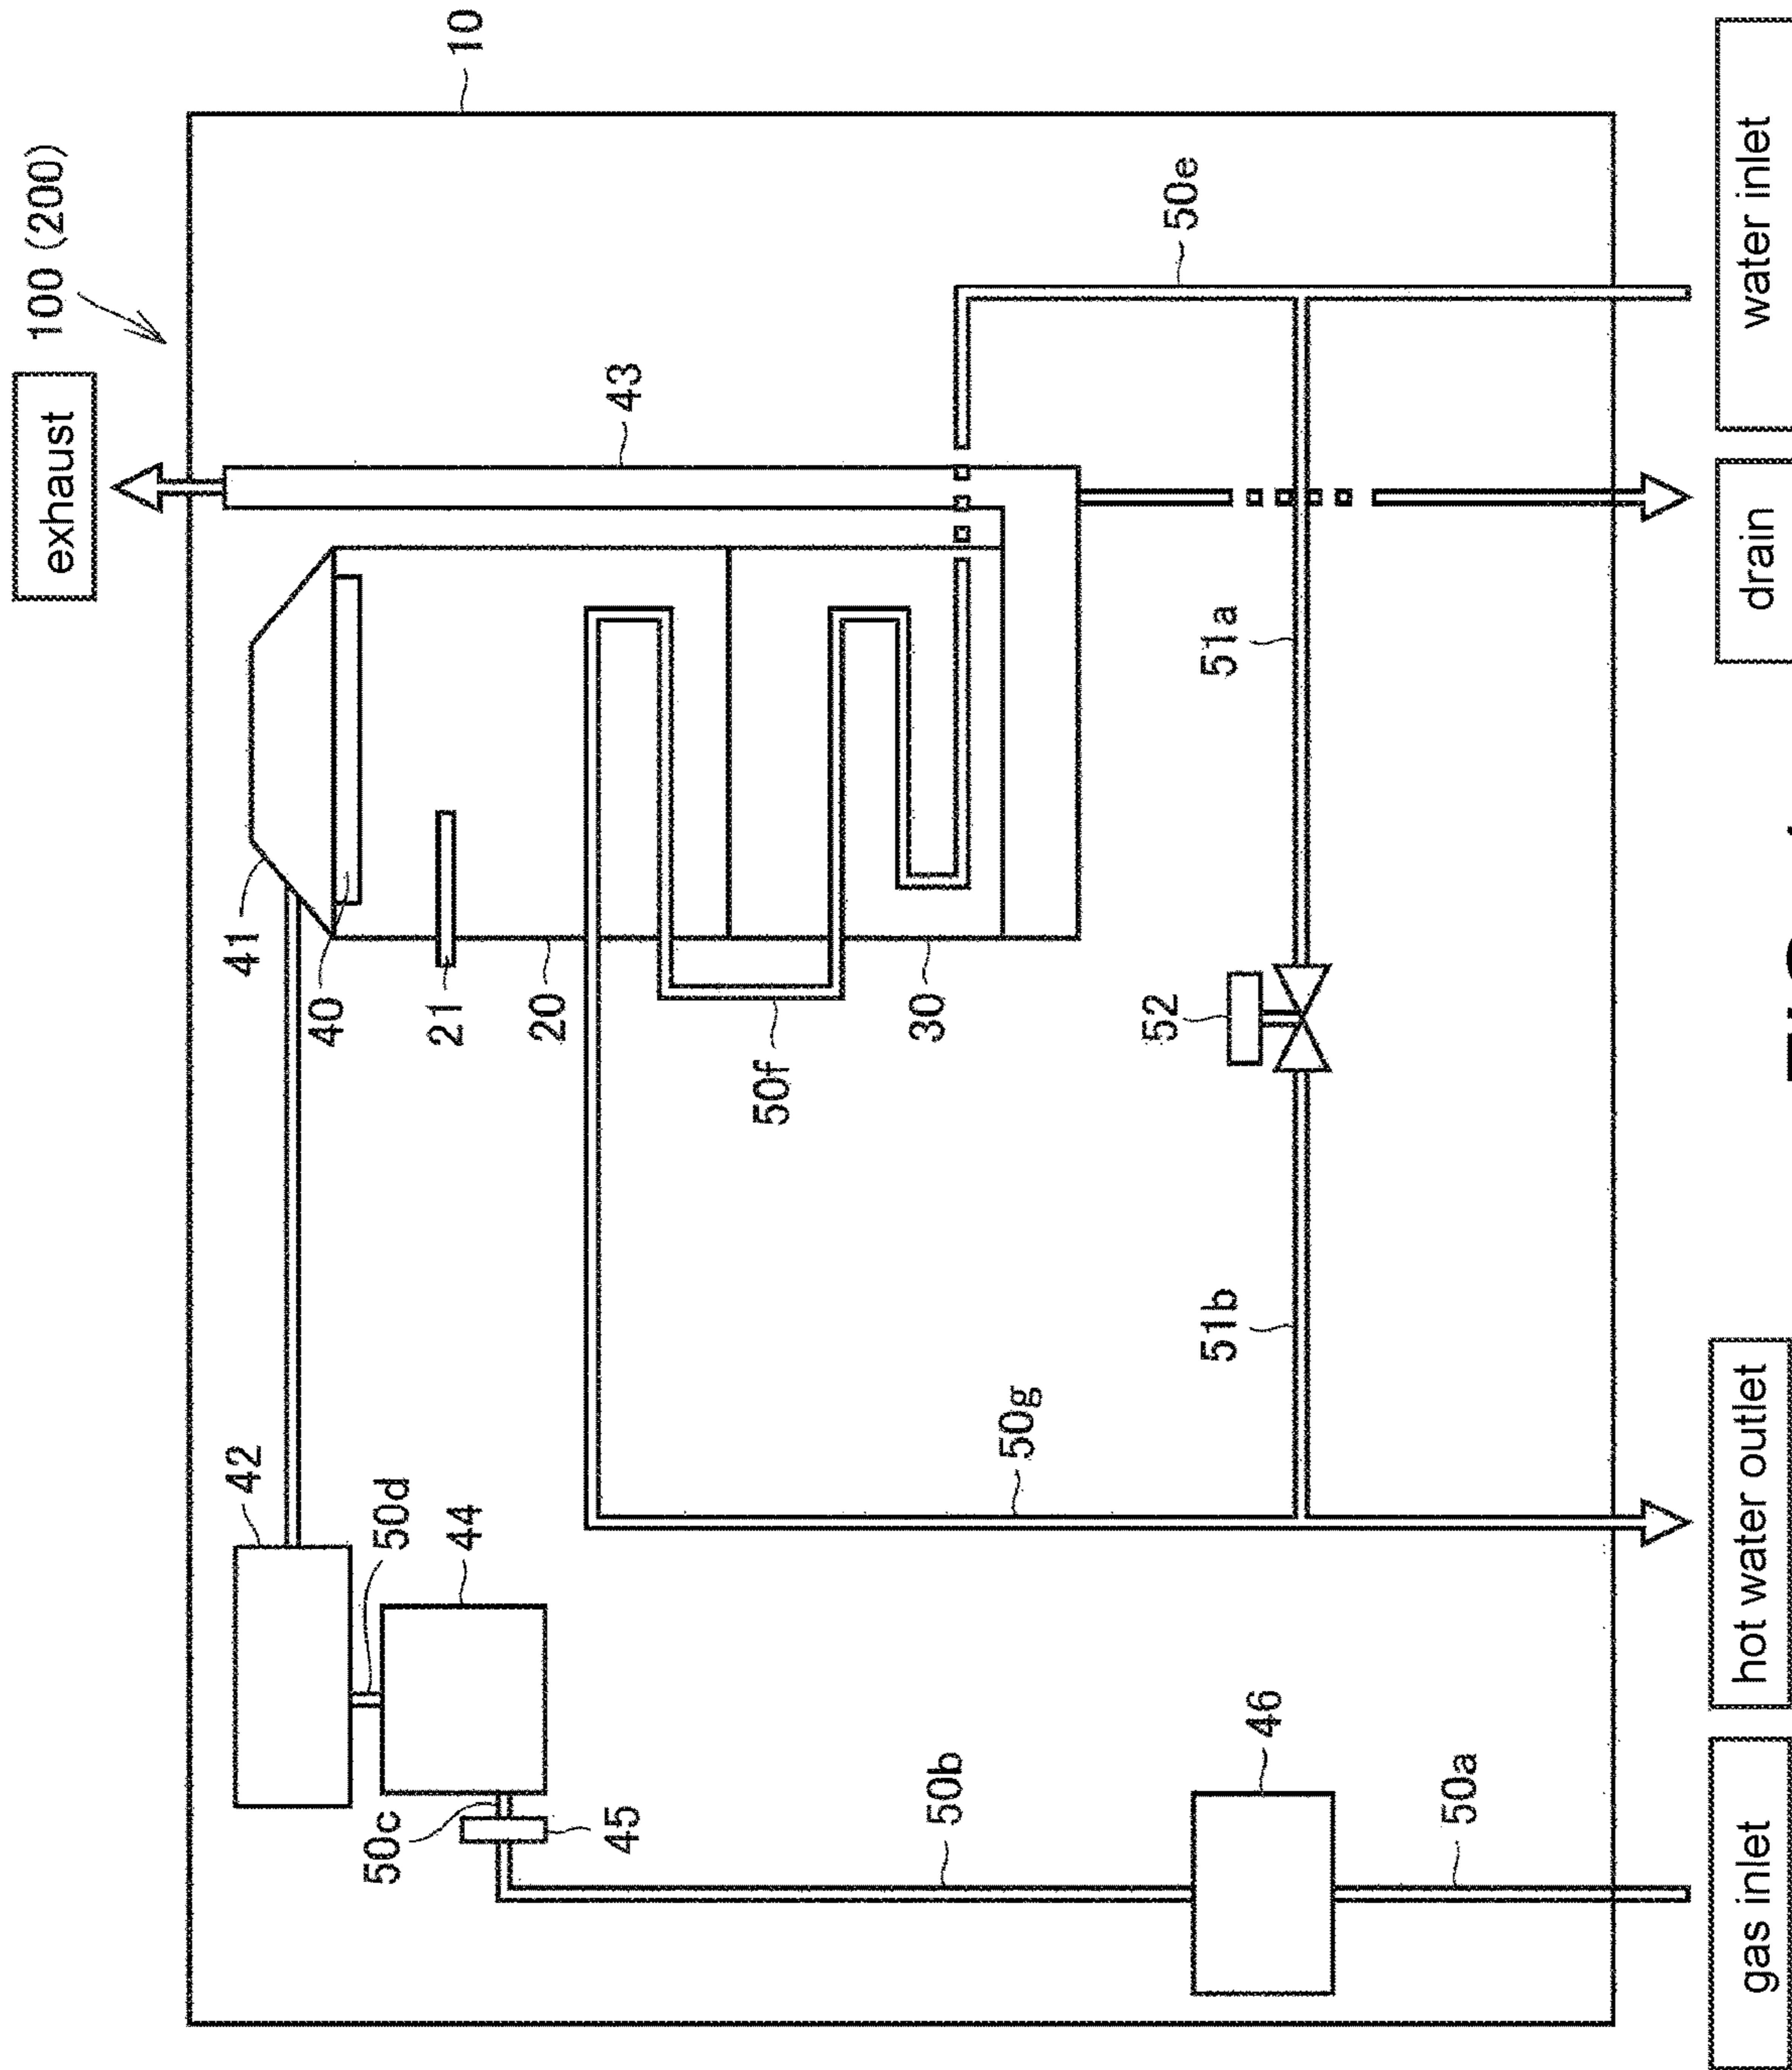 exhaust
100 (200)
10
42
41
40
50d
50c
44
21
20
45
43
50f
50b
30
50g
52
50e
51b
51a
46
50a
gas inlet
hot water outlet
drain
water inlet